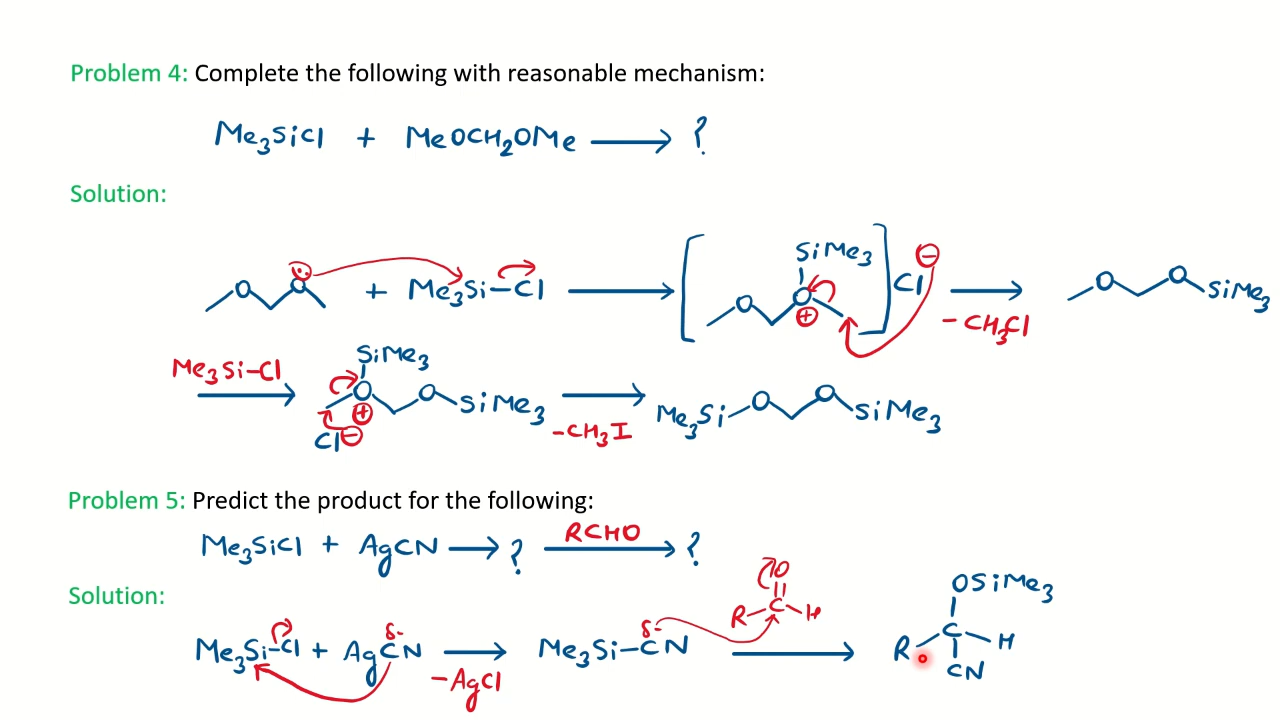 Problem 4: Complete the following with reasonable mechanism:
Me3SiCl + MeOCH2OMe ⟶ ?
Solution:
O O + Me3Si–Cl ⟶ [ SiMe3 O O ⊕ ] Cl ⊖ ⟶ – CH3Cl O O SiMe3
Me3Si–Cl ⟶ SiMe3 O ⊕ O SiMe3 Cl⊖ ⟶ –CH3I Me3Si O O SiMe3
Problem 5: Predict the product for the following:
Me3SiCl + AgCN ⟶ ? RCHO ⟶ ?
Solution:
Me3Si–Cl + AgCN δ- ⟶ –AgCl Me3Si–CN δ- O R–C–H ⟶ OSiMe3 R C H CN